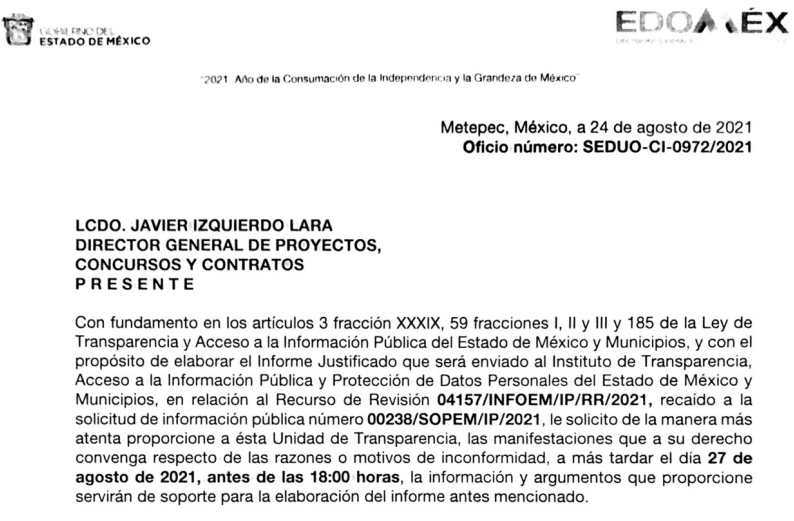 GOBIERNO DEL
ESTADO DE MÉXICO
EDOMÉX
"2021 Año de la Consumación de la Independencia y la Grandeza de México"
Metepec, México, a 24 de agosto de 2021
Oficio número: SEDUO-CI-0972/2021
LCDO. JAVIER IZQUIERDO LARA
DIRECTOR GENERAL DE PROYECTOS,
CONCURSOS Y CONTRATOS
P R E S E N T E
Con fundamento en los artículos 3 fracción XXXIX, 59 fracciones I, II y III y 185 de la Ley de
Transparencia y Acceso a la Información Pública del Estado de México y Municipios, y con el
propósito de elaborar el Informe Justificado que será enviado al Instituto de Transparencia,
Acceso a la Información Pública y Protección de Datos Personales del Estado de México y
Municipios, en relación al Recurso de Revisión 04157/INFOEM/IP/RR/2021, recaído a la
solicitud de información pública número 00238/SOPEM/IP/2021, le solicito de la manera más
atenta proporcione a ésta Unidad de Transparencia, las manifestaciones que a su derecho
convenga respecto de las razones o motivos de inconformidad, a más tardar el día 27 de
agosto de 2021, antes de las 18:00 horas, la información y argumentos que proporcione
servirán de soporte para la elaboración del informe antes mencionado.